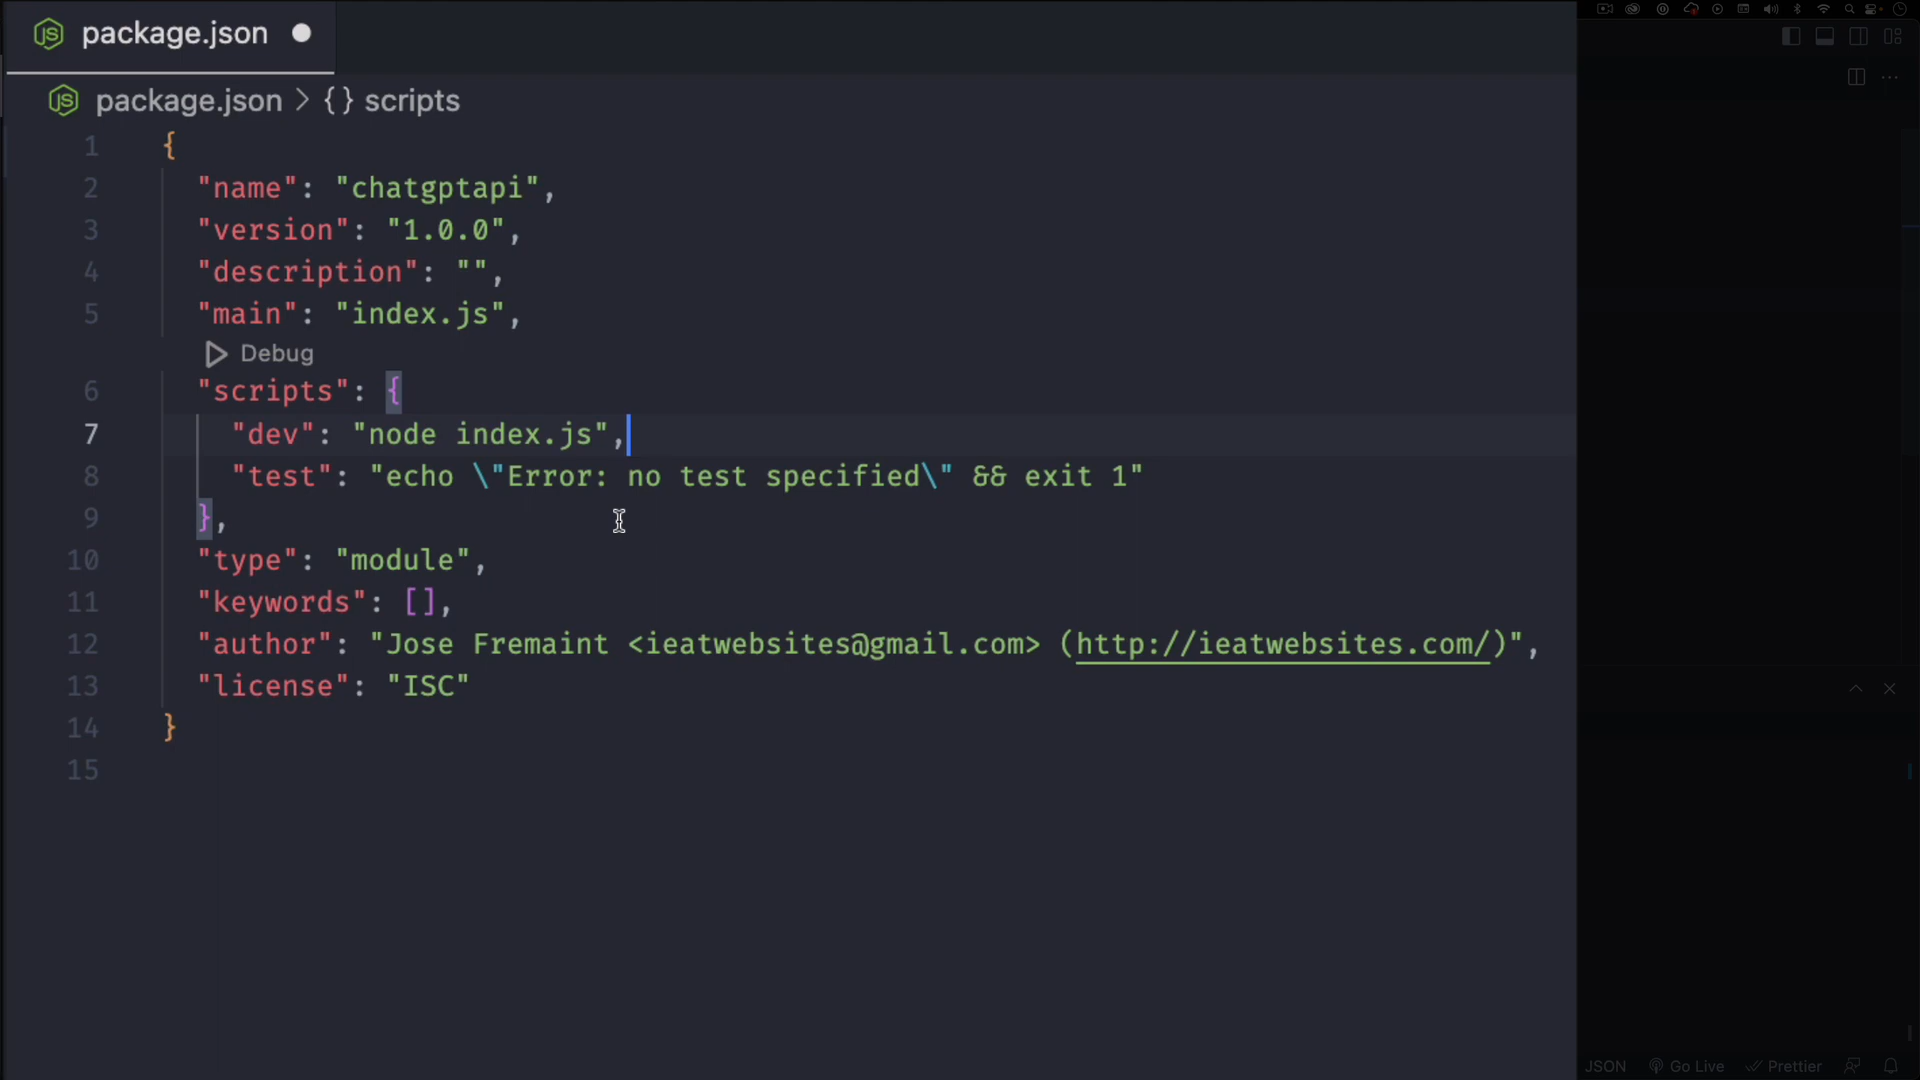 package.json
package.json > {} scripts
1 {
2 "name": "chatgptapi",
3 "version": "1.0.0",
4 "description": "",
5 "main": "index.js",
Debug
6 "scripts": {
7 "dev": "node index.js",
8 "test": "echo \"Error: no test specified\" && exit 1"
9 },
10 "type": "module",
11 "keywords": [],
12 "author": "Jose Fremaint <ieatwebsites@gmail.com> (http://ieatwebsites.com/)",
13 "license": "ISC"
14 }
15
JSON Go Live Prettier